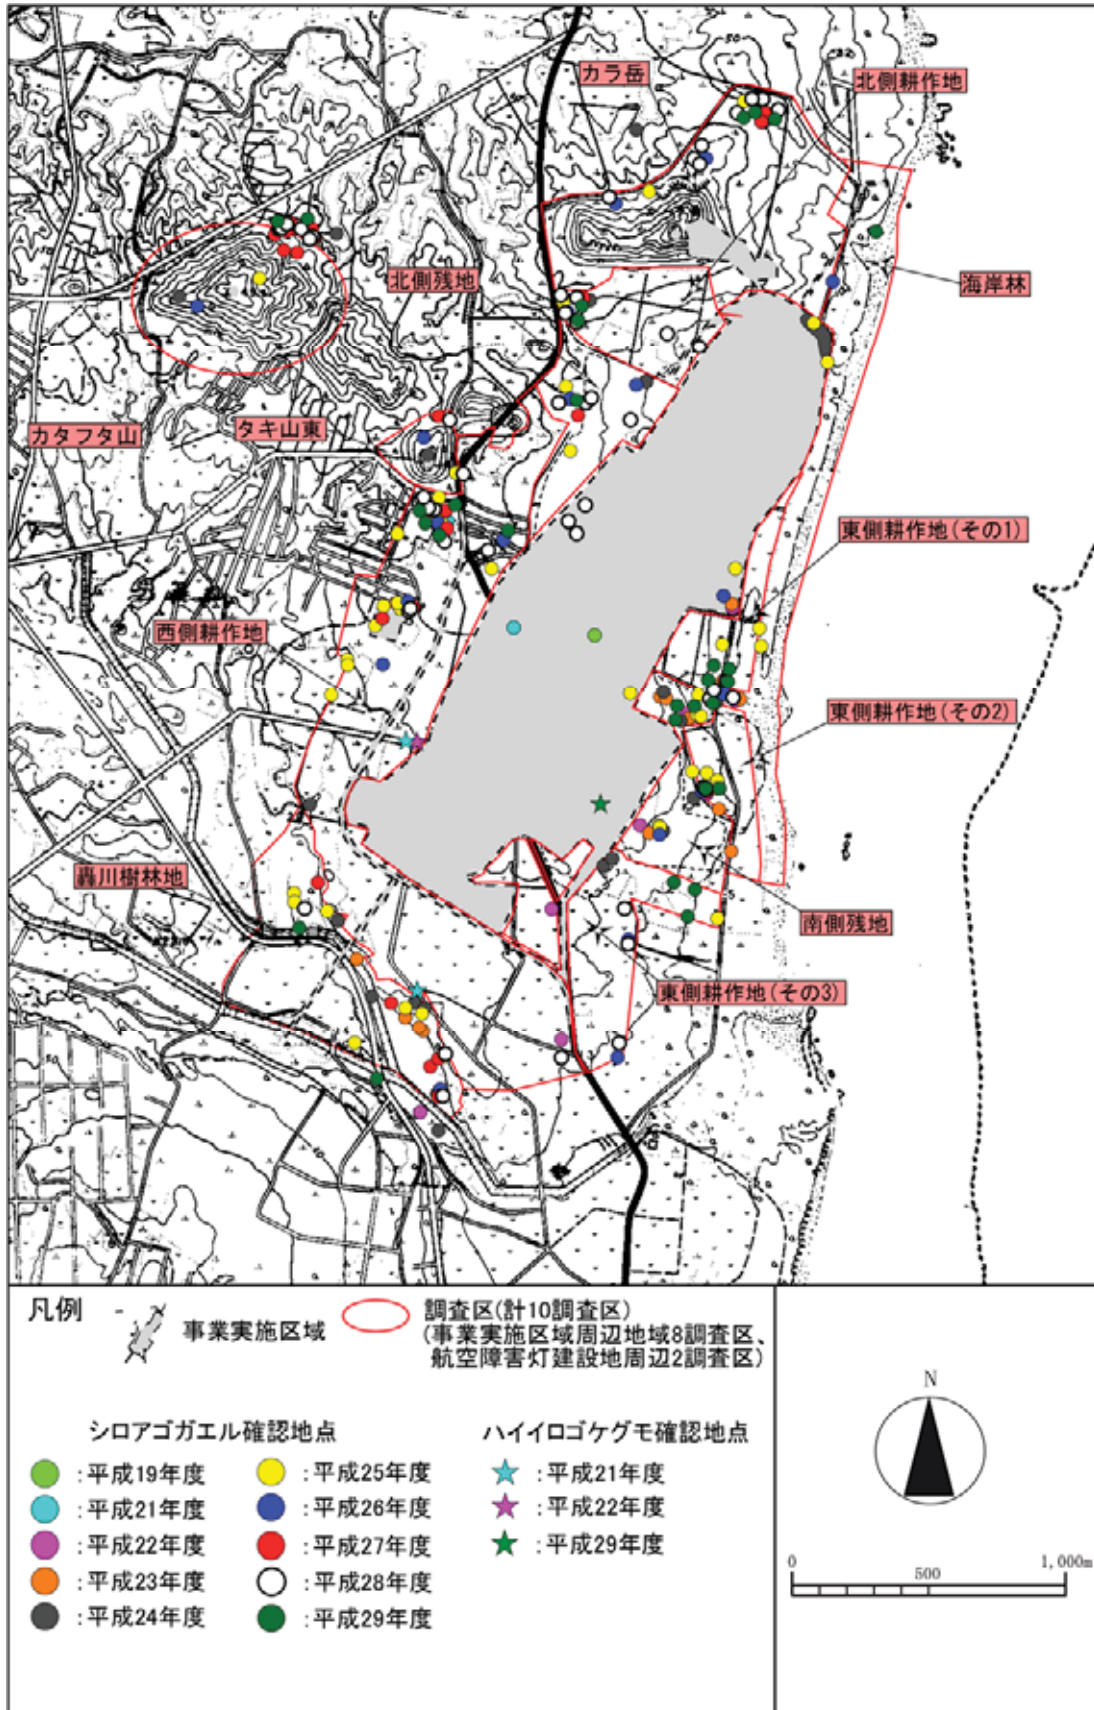 カラ岳
北側耕作地
海岸林
北側残地
カタフタ山
タキ山東
東側耕作地(その1)
西側耕作地
東側耕作地(その2)
轟川樹林地
南側残地
東側耕作地(その3)
凡例
事業実施区域
調査区(計10調査区)
(事業実施区域周辺地域8調査区、
航空障害灯建設地周辺2調査区)
シロアゴガエル確認地点
:平成19年度
:平成21年度
:平成22年度
:平成23年度
:平成24年度
:平成25年度
:平成26年度
:平成27年度
:平成28年度
:平成29年度
ハイイロゴケグモ確認地点
:平成21年度
:平成22年度
:平成29年度
N
0
500
1,000m